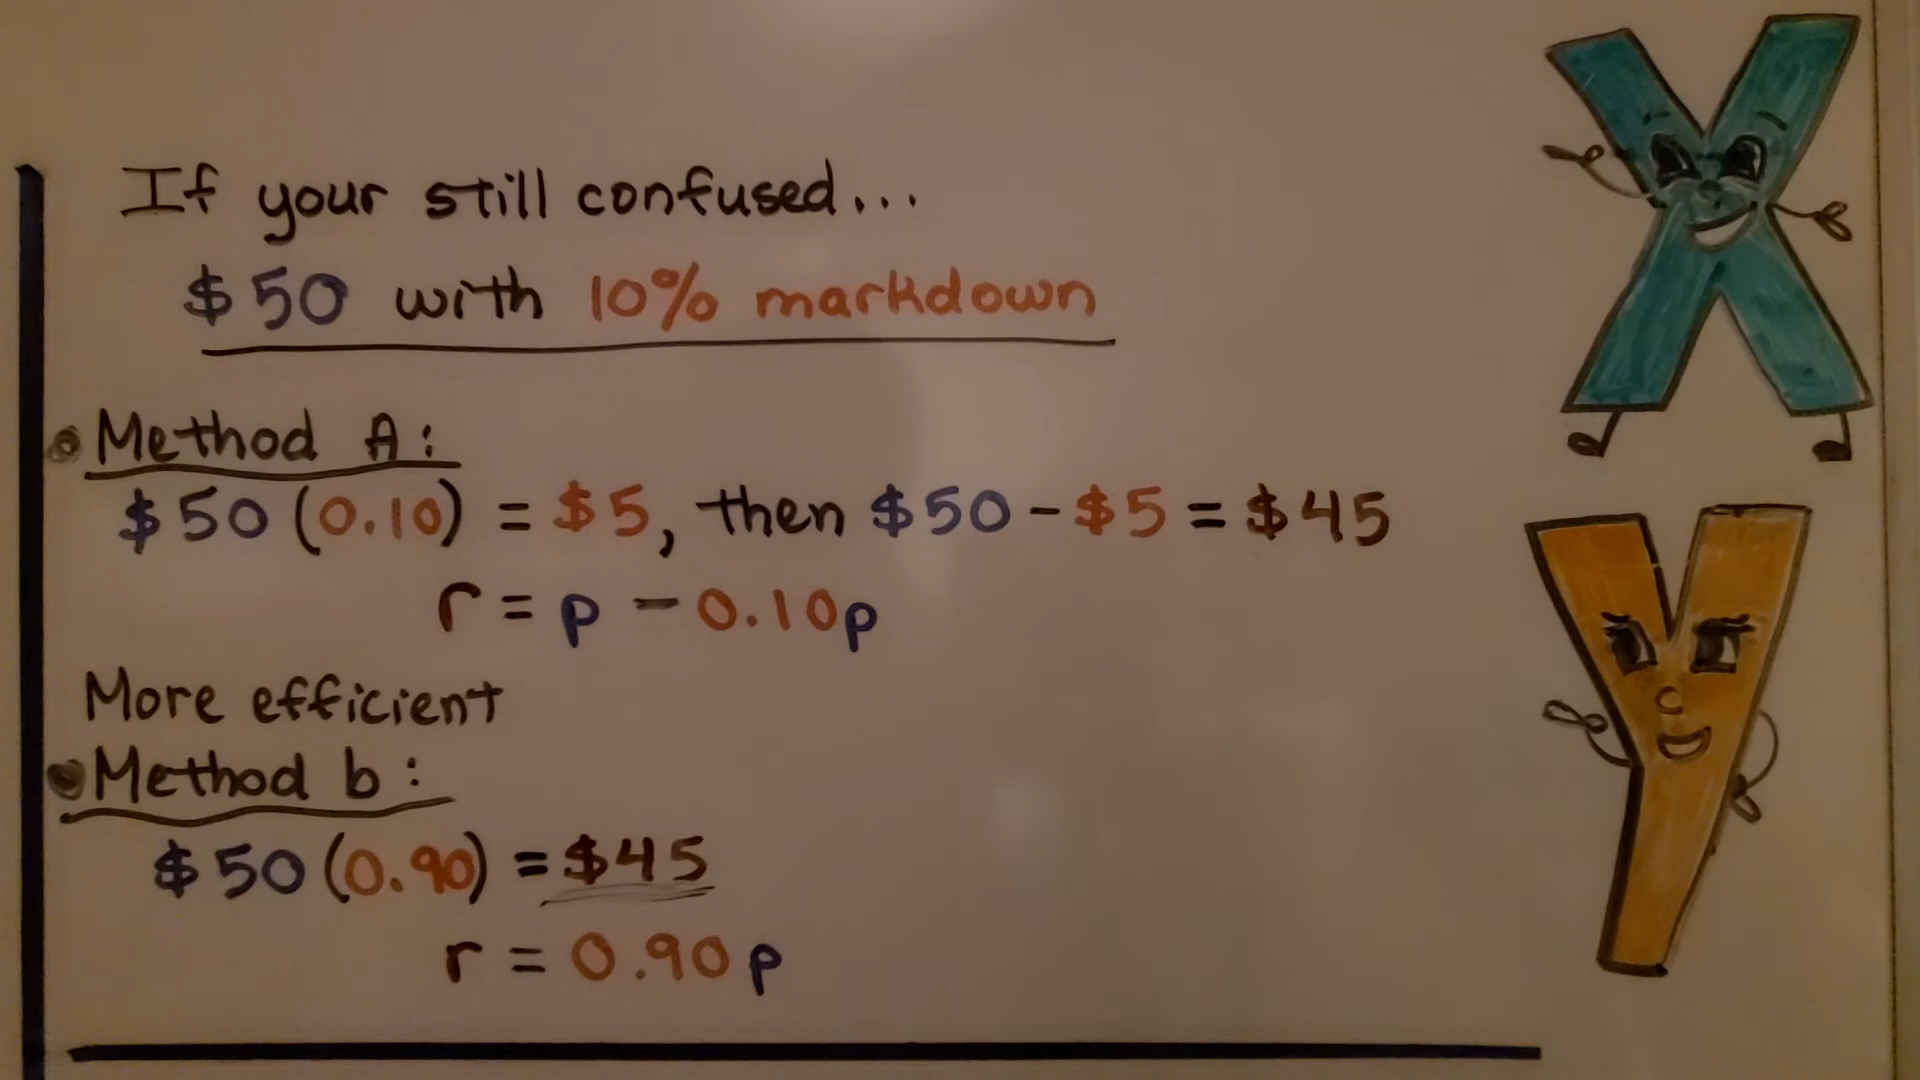 If your still confused...
$50 with 10% markdown
Method A:
$50(0.10) = $5, then $50 - $5 = $45
r = p - 0.10p
More efficient
Method b:
$50(0.90) = $45
r = 0.90p